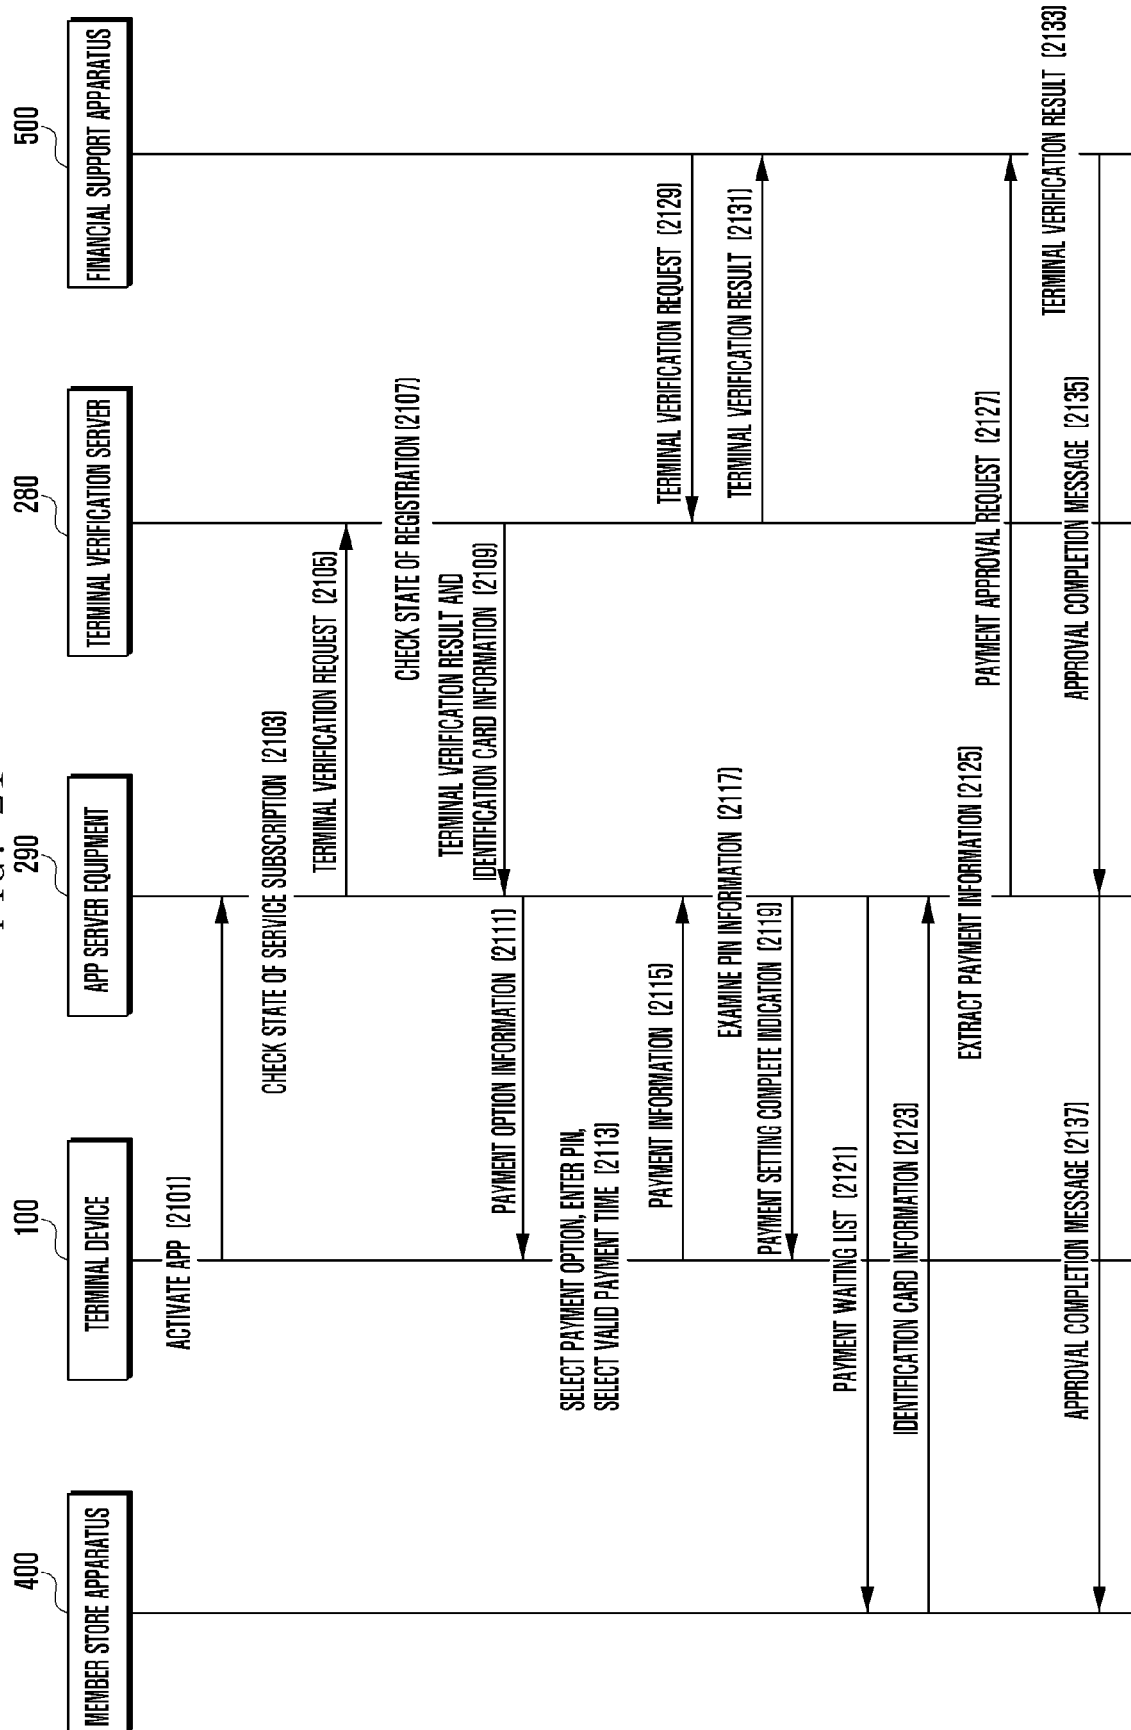 FIG. 21
400
MEMBER STORE APPARATUS
100
TERMINAL DEVICE
290
APP SERVER EQUIPMENT
280
TERMINAL VERIFICATION SERVER
500
FINANCIAL SUPPORT APPARATUS
ACTIVATE APP (2101)
CHECK STATE OF SERVICE SUBSCRIPTION (2103)
TERMINAL VERIFICATION REQUEST (2105)
CHECK STATE OF REGISTRATION (2107)
TERMINAL VERIFICATION RESULT AND
IDENTIFICATION CARD INFORMATION (2109)
PAYMENT OPTION INFORMATION (2111)
SELECT PAYMENT OPTION, ENTER PIN,
SELECT VALID PAYMENT TIME (2113)
PAYMENT INFORMATION (2115)
TERMINAL VERIFICATION REQUEST (2129)
EXAMINE PIN INFORMATION (2117)
TERMINAL VERIFICATION RESULT (2131)
PAYMENT SETTING COMPLETE INDICATION (2119)
PAYMENT WAITING LIST (2121)
IDENTIFICATION CARD INFORMATION (2123)
EXTRACT PAYMENT INFORMATION (2125)
PAYMENT APPROVAL REQUEST (2127)
TERMINAL VERIFICATION RESULT (2133)
APPROVAL COMPLETION MESSAGE (2137)
APPROVAL COMPLETION MESSAGE (2135)